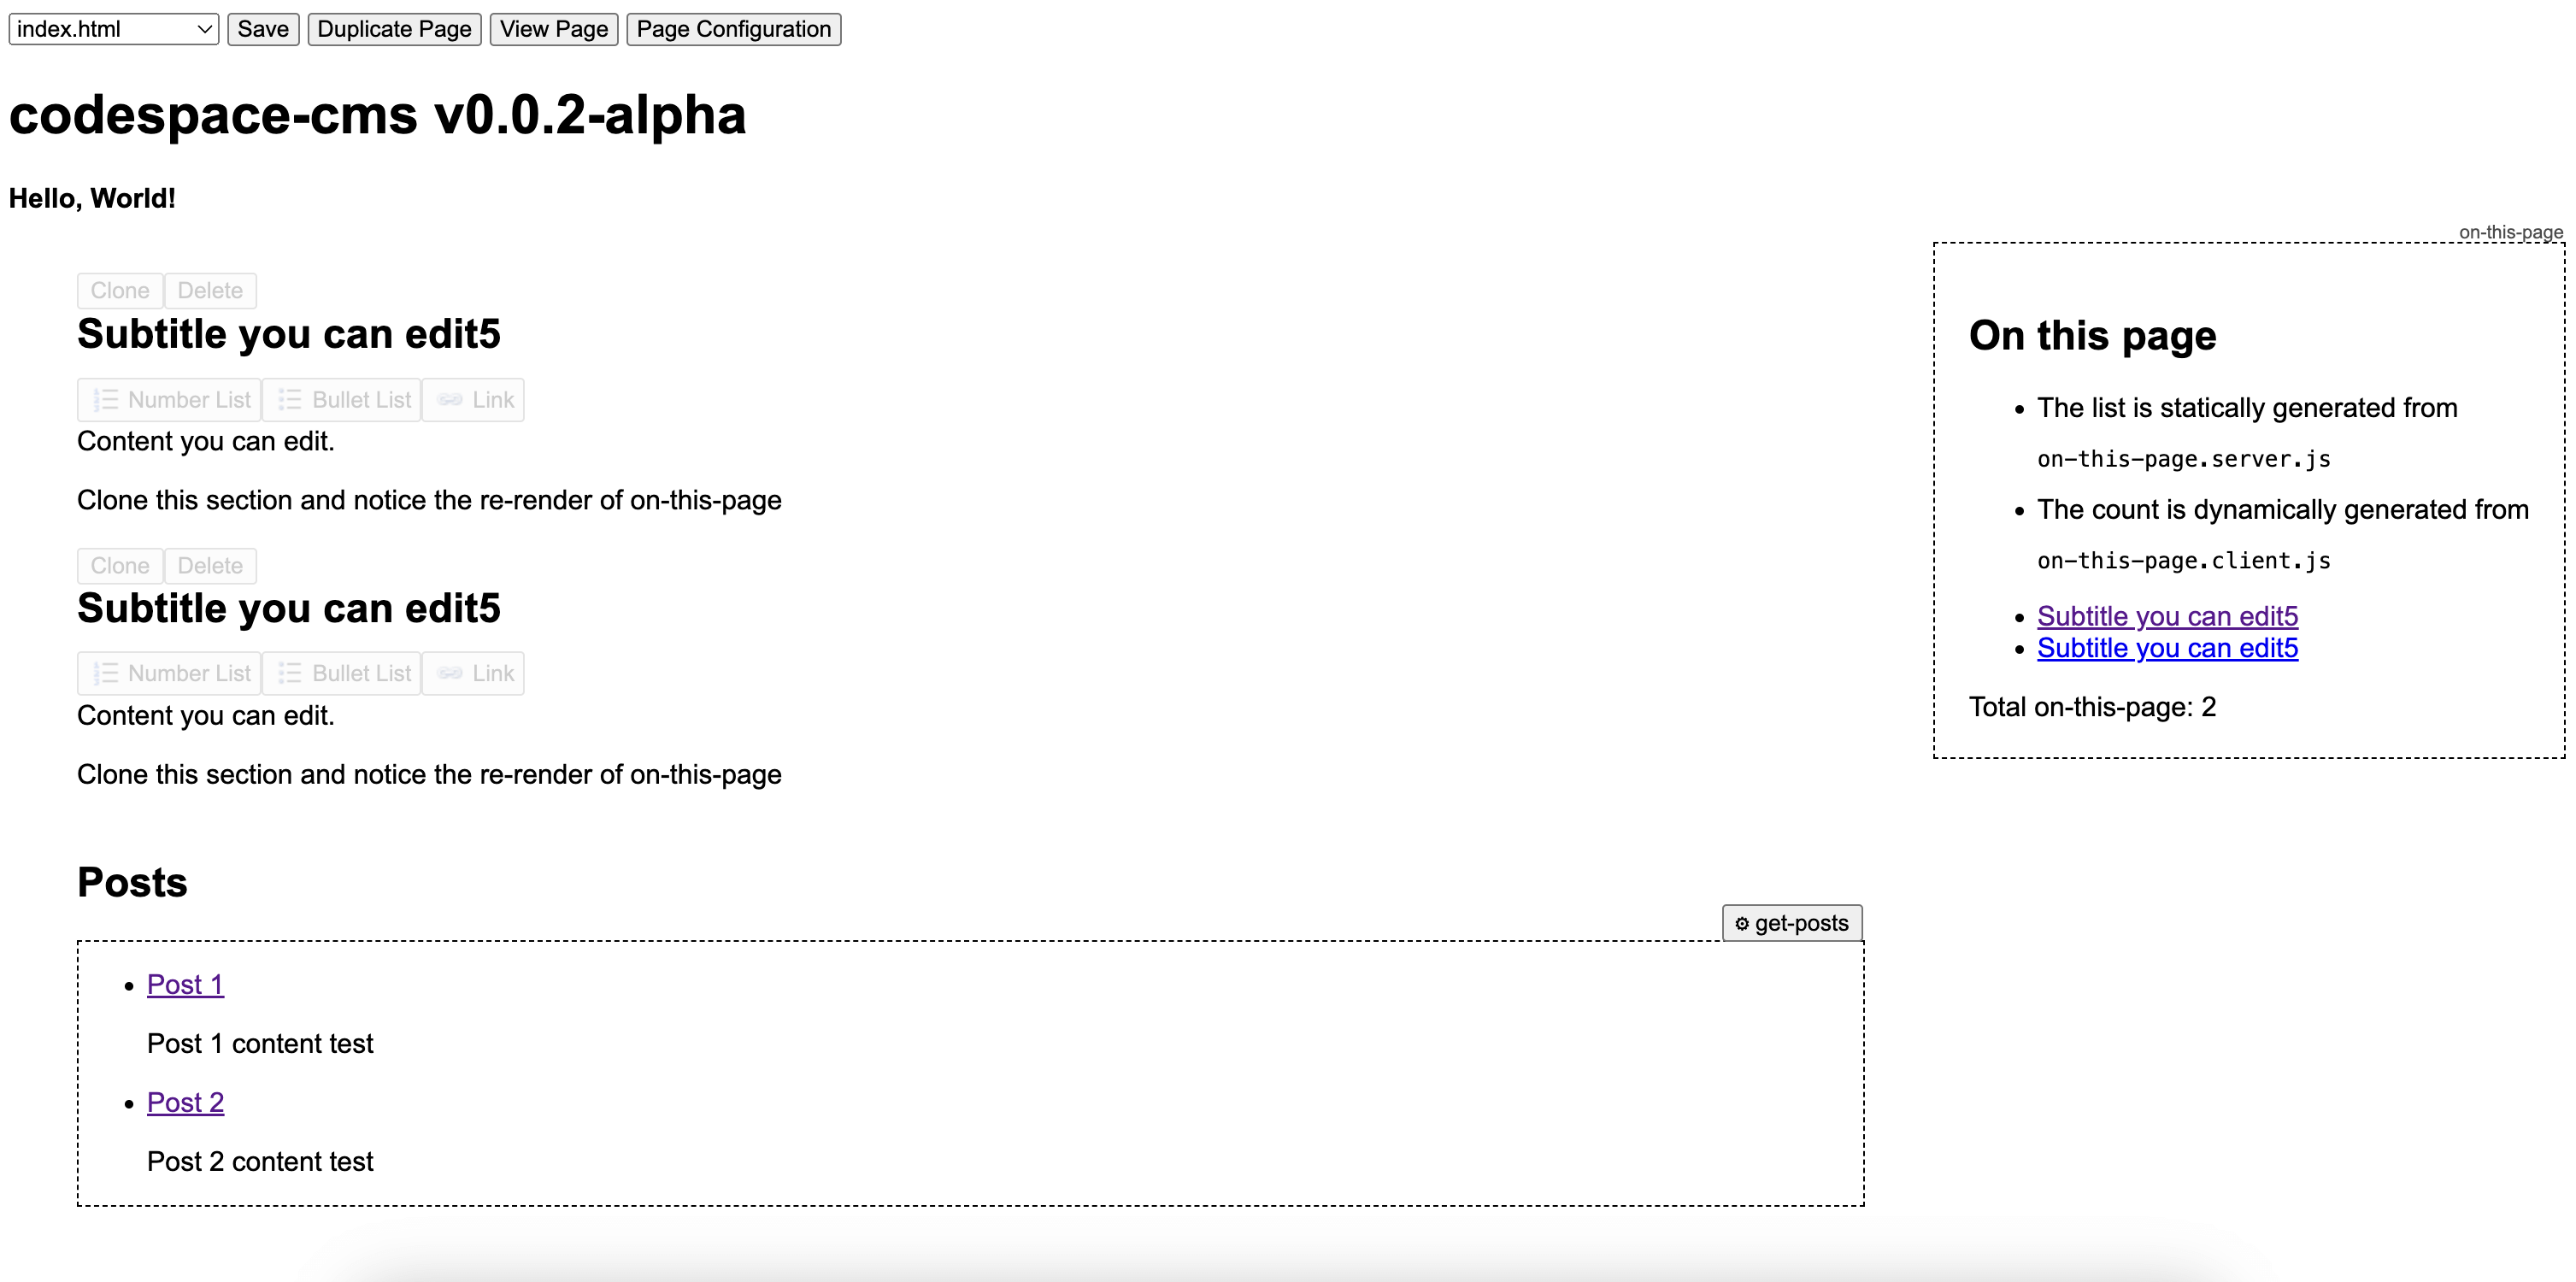 index.html Save Duplicate Page View Page Page Configuration
codespace-cms v0.0.2-alpha
Hello, World!
Clone Delete
Subtitle you can edit5
Number List Bullet List Link
Content you can edit.
Clone this section and notice the re-render of on-this-page
Clone Delete
Subtitle you can edit5
Number List Bullet List Link
Content you can edit.
Clone this section and notice the re-render of on-this-page
on-this-page
On this page
The list is statically generated from
on-this-page.server.js
The count is dynamically generated from
on-this-page.client.js
Subtitle you can edit5
Subtitle you can edit5
Total on-this-page: 2
Posts
get-posts
Post 1
Post 1 content test
Post 2
Post 2 content test